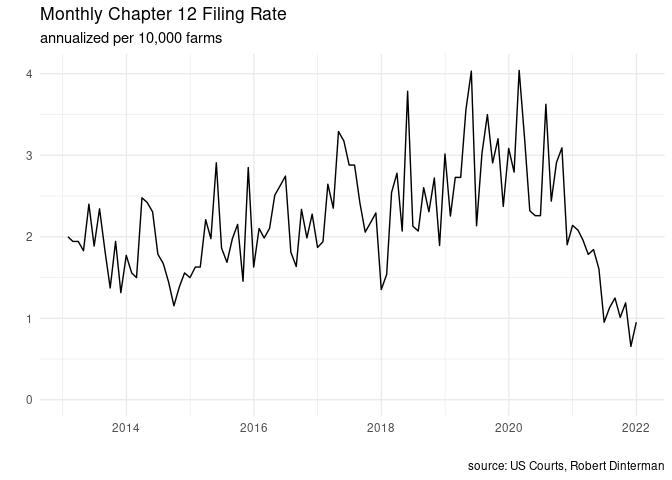 Monthly Chapter 12 Filing Rate
annualized per 10,000 farms
4
3
2
1
0
2014 2016 2018 2020 2022
source: US Courts, Robert Dinterman